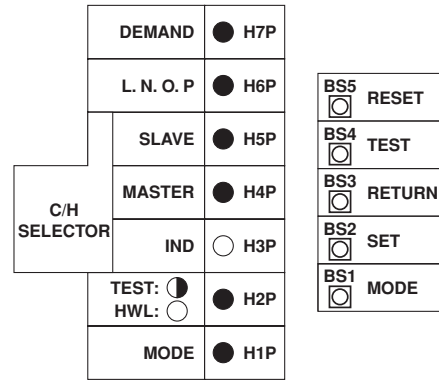 DEMAND H7P
L. N. O. P H6P
SLAVE H5P
MASTER H4P
C/H
SELECTOR
IND H3P
TEST:
HWL:
H2P
MODE H1P
BS5 RESET
BS4 TEST
BS3 RETURN
BS2 SET
BS1 MODE